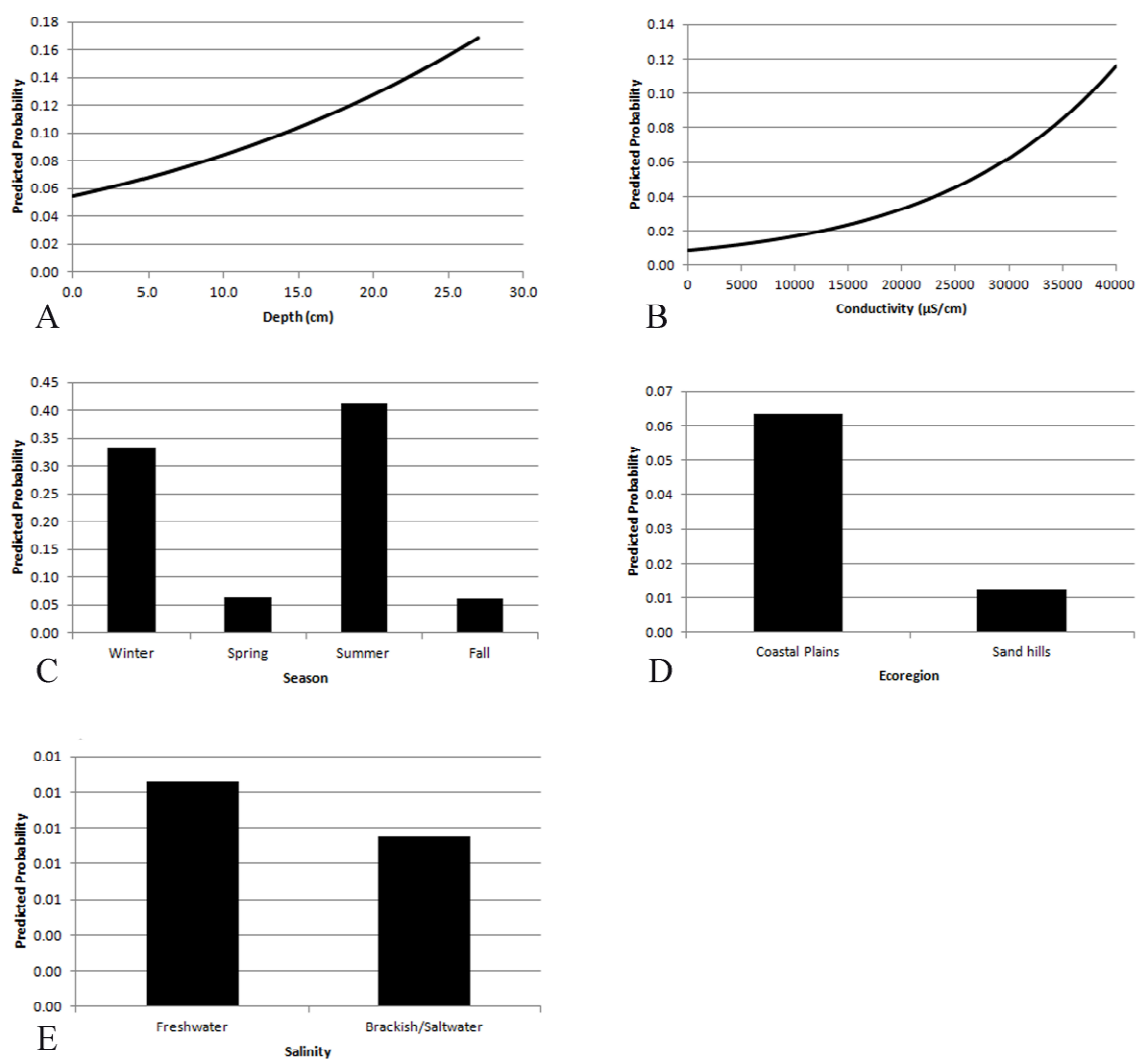 0.18
0.16
0.14
0.12
0.10
0.08
0.06
0.04
0.02
0.00
Predicted Probability
0.0 5.0 10.0 15.0 20.0 25.0 30.0
Depth (cm)
A
0.14
0.12
0.10
0.08
0.06
0.04
0.02
0.00
Predicted Probability
0 5000 10000 15000 20000 25000 30000 35000 40000
Conductivity (µS/cm)
B
0.45
0.40
0.35
0.30
0.25
0.20
0.15
0.10
0.05
0.00
Predicted Probability
Winter Spring Summer Fall
Season
C
0.07
0.06
0.05
0.04
0.03
0.02
0.01
0.00
Predicted Probability
Coastal Plains Sand hills
Ecoregion
D
0.01
0.01
0.01
0.01
0.01
0.00
0.00
0.00
Predicted Probability
Freshwater Brackish/Saltwater
Salinity
E